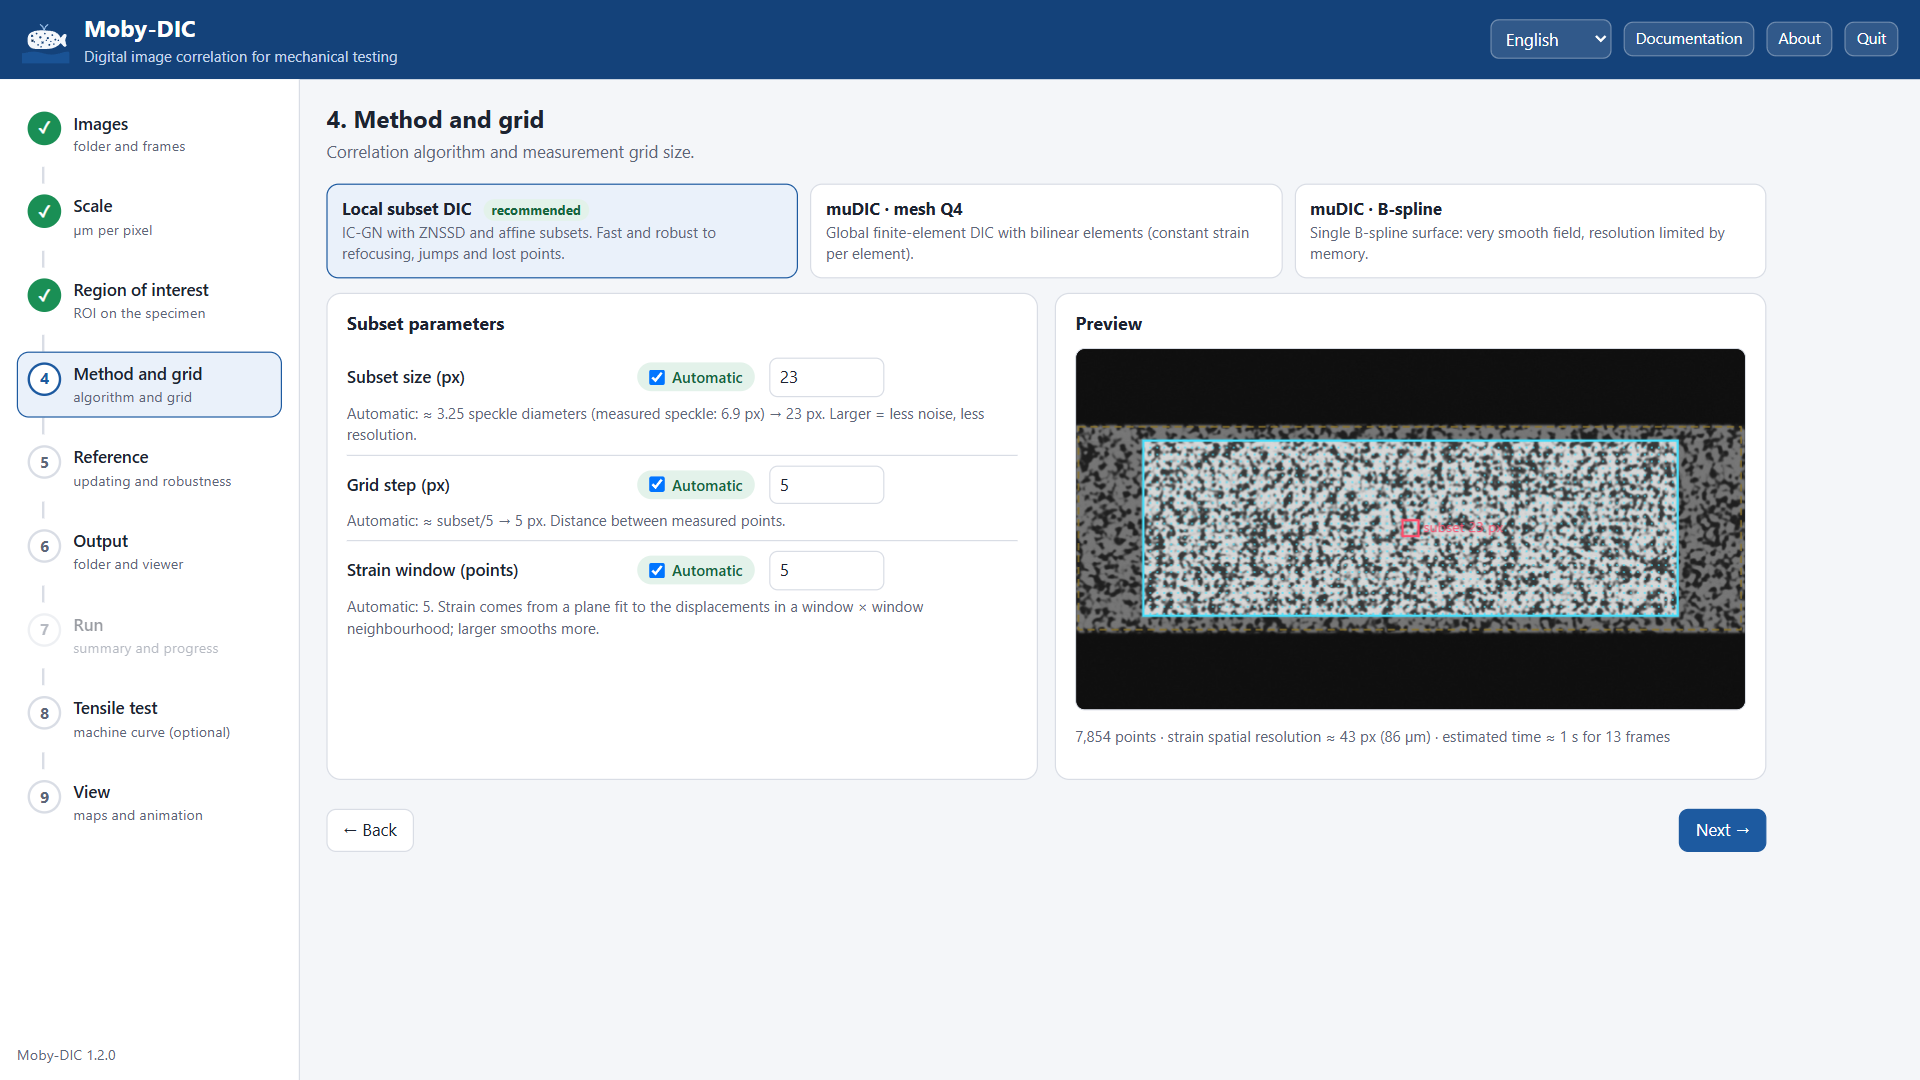 Moby-DIC
Digital image correlation for mechanical testing
English
Documentation
About
Quit
✓
Images
folder and frames
✓
Scale
µm per pixel
✓
Region of interest
ROI on the specimen
4
Method and grid
algorithm and grid
5
Reference
updating and robustness
6
Output
folder and viewer
7
Run
summary and progress
8
Tensile test
machine curve (optional)
9
View
maps and animation
Moby-DIC 1.2.0
4. Method and grid
Correlation algorithm and measurement grid size.
Local subset DIC recommended
IC-GN with ZNSSD and affine subsets. Fast and robust to
refocusing, jumps and lost points.
muDIC · mesh Q4
Global finite-element DIC with bilinear elements (constant strain
per element).
muDIC · B-spline
Single B-spline surface: very smooth field, resolution limited by
memory.
Subset parameters
Subset size (px) Automatic 23
Automatic: ≈ 3.25 speckle diameters (measured speckle: 6.9 px) → 23 px. Larger = less noise, less
resolution.
Grid step (px) Automatic 5
Automatic: ≈ subset/5 → 5 px. Distance between measured points.
Strain window (points) Automatic 5
Automatic: 5. Strain comes from a plane fit to the displacements in a window × window
neighbourhood; larger smooths more.
Preview
subset 23 px
7,854 points · strain spatial resolution ≈ 43 px (86 µm) · estimated time ≈ 1 s for 13 frames
← Back
Next →